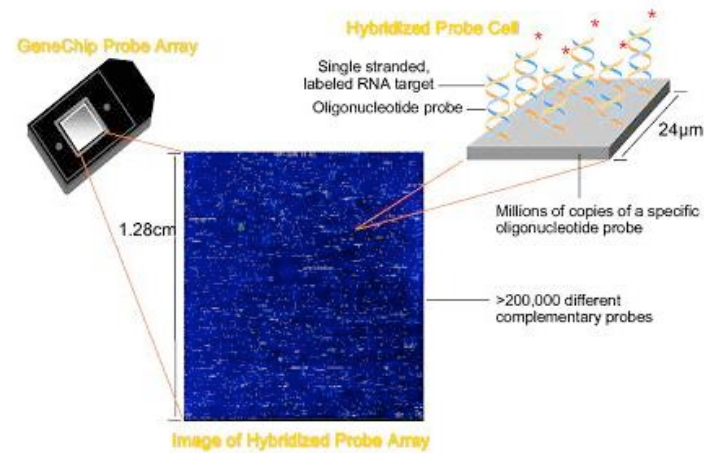 GeneChip Probe Array
Hybridized Probe Cell
Single stranded,
labeled RNA target
Oligonucleotide probe
24µm
1.28cm
Millions of copies of a specific
oligonucleotide probe
>200,000 different
complementary probes
Image of Hybridized Probe Array